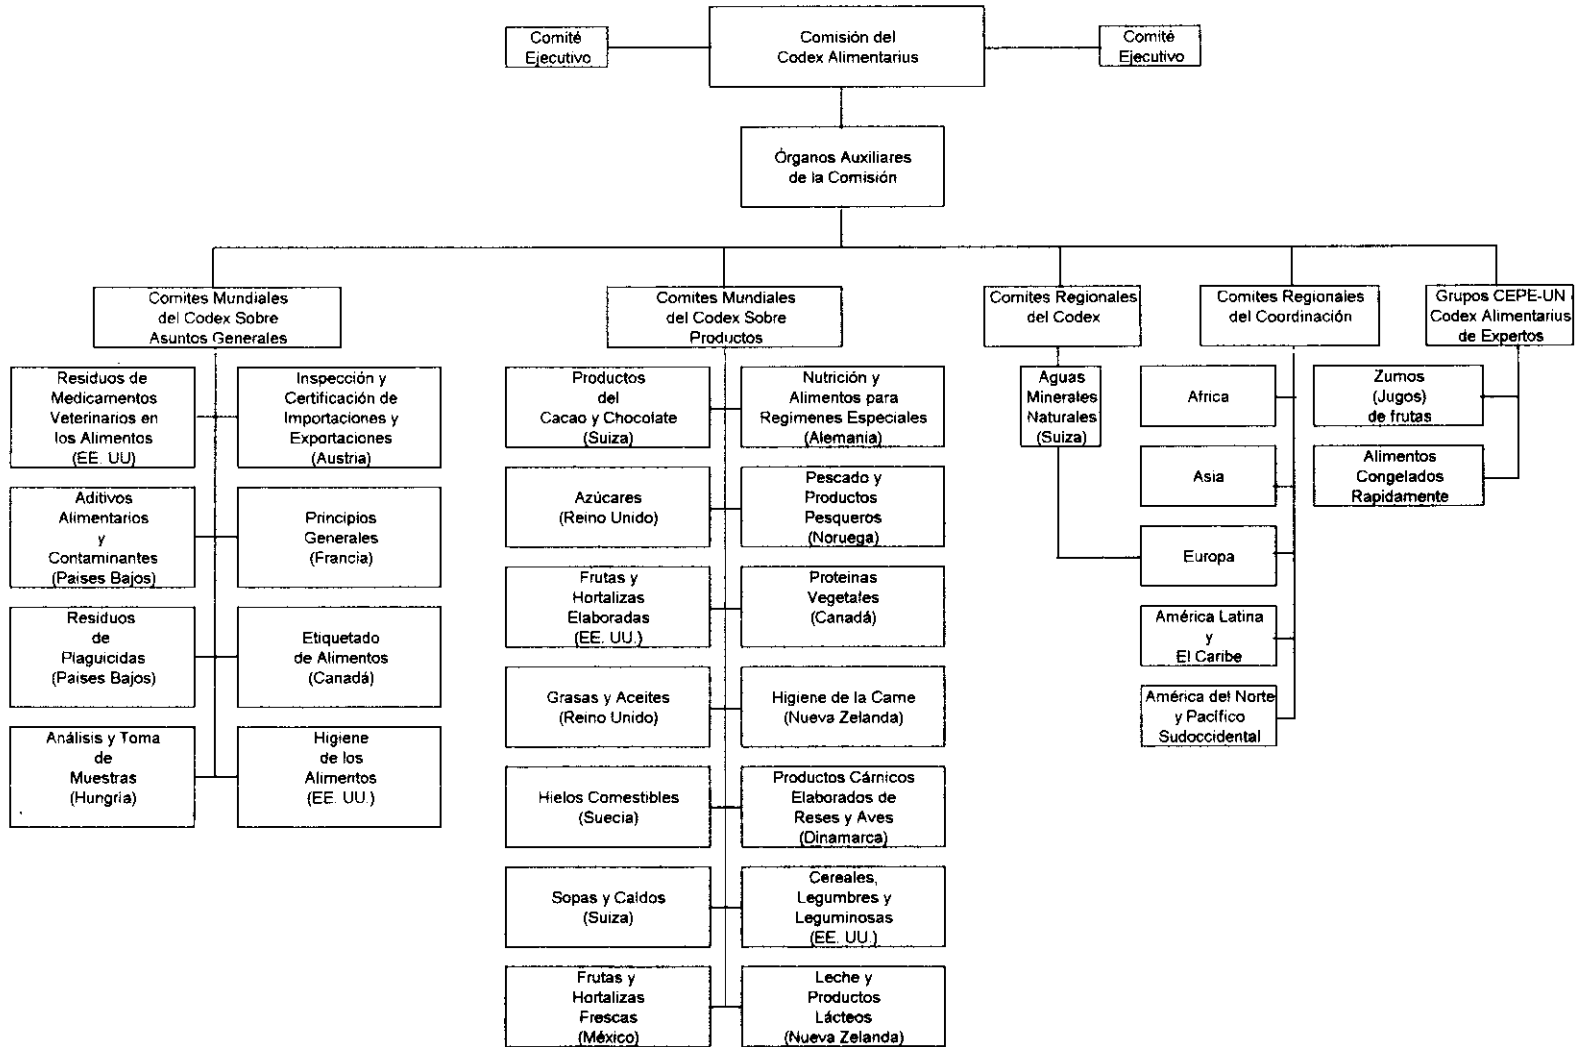 Comité
Ejecutivo
Comisión del
Codex Alimentarius
Comité
Ejecutivo
Órganos Auxiliares
de la Comisión
Comites Mundiales
del Codex Sobre
Asuntos Generales
Comites Mundiales
del Codex Sobre
Productos
Comites Regionales
del Codex
Comites Regionales
del Coordinación
Grupos CEPE-UN
Codex Alimentarius
de Expertos
Residuos de
Medicamentos
Veterinarios en
los Alimentos
(EE. UU)
Inspección y
Certificación de
Importaciones y
Exportaciones
(Austria)
Aditivos
Alimentarios
y
Contaminantes
(Paises Bajos)
Principios
Generales
(Francia)
Residuos
de
Plaguicidas
(Paises Bajos)
Etiquetado
de Alimentos
(Canadá)
Análisis y Toma
de
Muestras
(Hungria)
Higiene
de los
Alimentos
(EE. UU.)
Productos
del
Cacao y Chocolate
(Suiza)
Nutrición y
Alimentos para
Regimenes Especiales
(Alemania)
Azúcares
(Reino Unido)
Pescado y
Productos
Pesqueros
(Noruega)
Frutas y
Hortalizas
Elaboradas
(EE. UU.)
Proteinas
Vegetales
(Canadá)
Grasas y Aceites
(Reino Unido)
Higiene de la Carne
(Nueva Zelanda)
Hielos Comestibles
(Suecia)
Productos Cárnicos
Elaborados de
Reses y Aves
(Dinamarca)
Sopas y Caldos
(Suiza)
Cereales,
Legumbres y
Leguminosas
(EE. UU.)
Frutas y
Hortalizas
Frescas
(México)
Leche y
Productos
Lácteos
(Nueva Zelanda)
Aguas
Minerales
Naturales
(Suiza)
Africa
Asia
Europa
América Latina
y
El Caribe
América del Norte
y Pacífico
Sudoccidental
Zumos
(Jugos)
de frutas
Alimentos
Congelados
Rapidamente